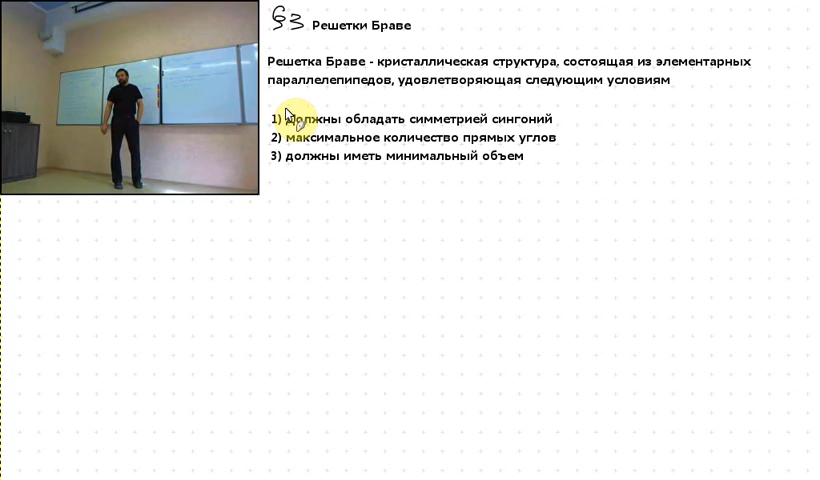 §3 Решетки Браве
Решетка Браве - кристаллическая структура, состоящая из элементарных
параллелепипедов, удовлетворяющая следующим условиям
1) должны обладать симметрией сингоний
2) максимальное количество прямых углов
3) должны иметь минимальный объем